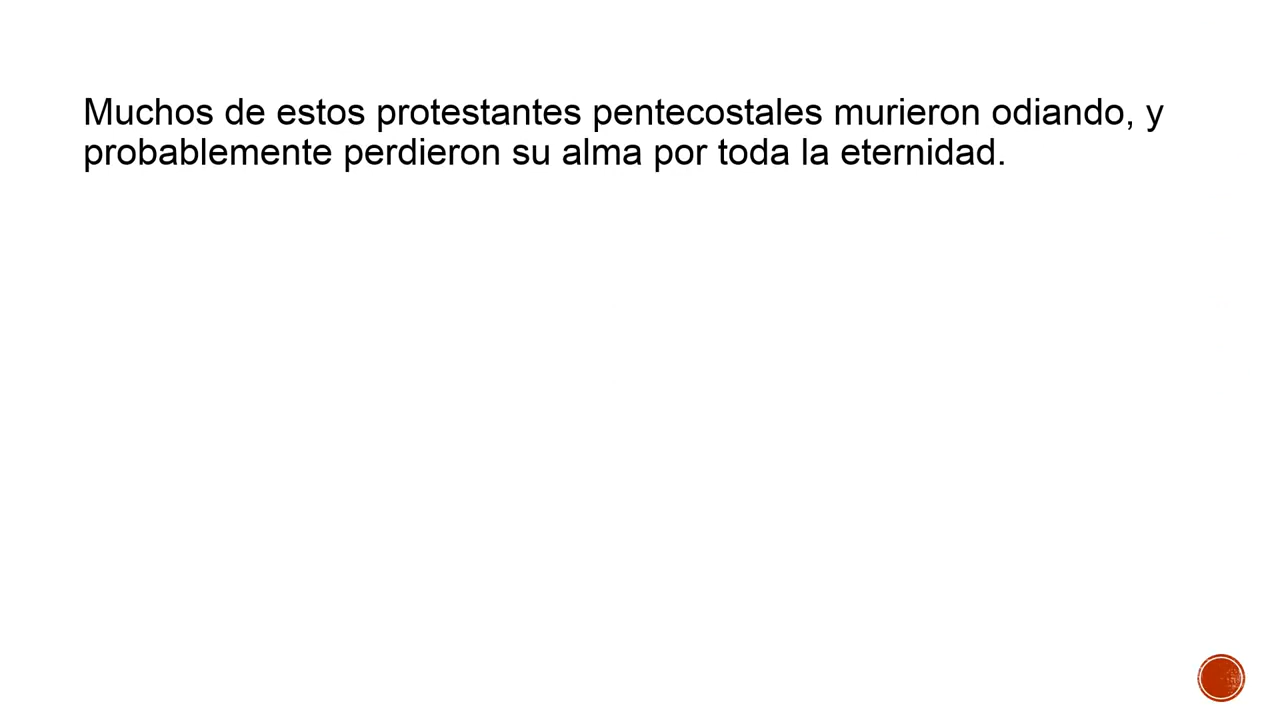 Muchos de estos protestantes pentecostales murieron odiando, y
probablemente perdieron su alma por toda la eternidad.